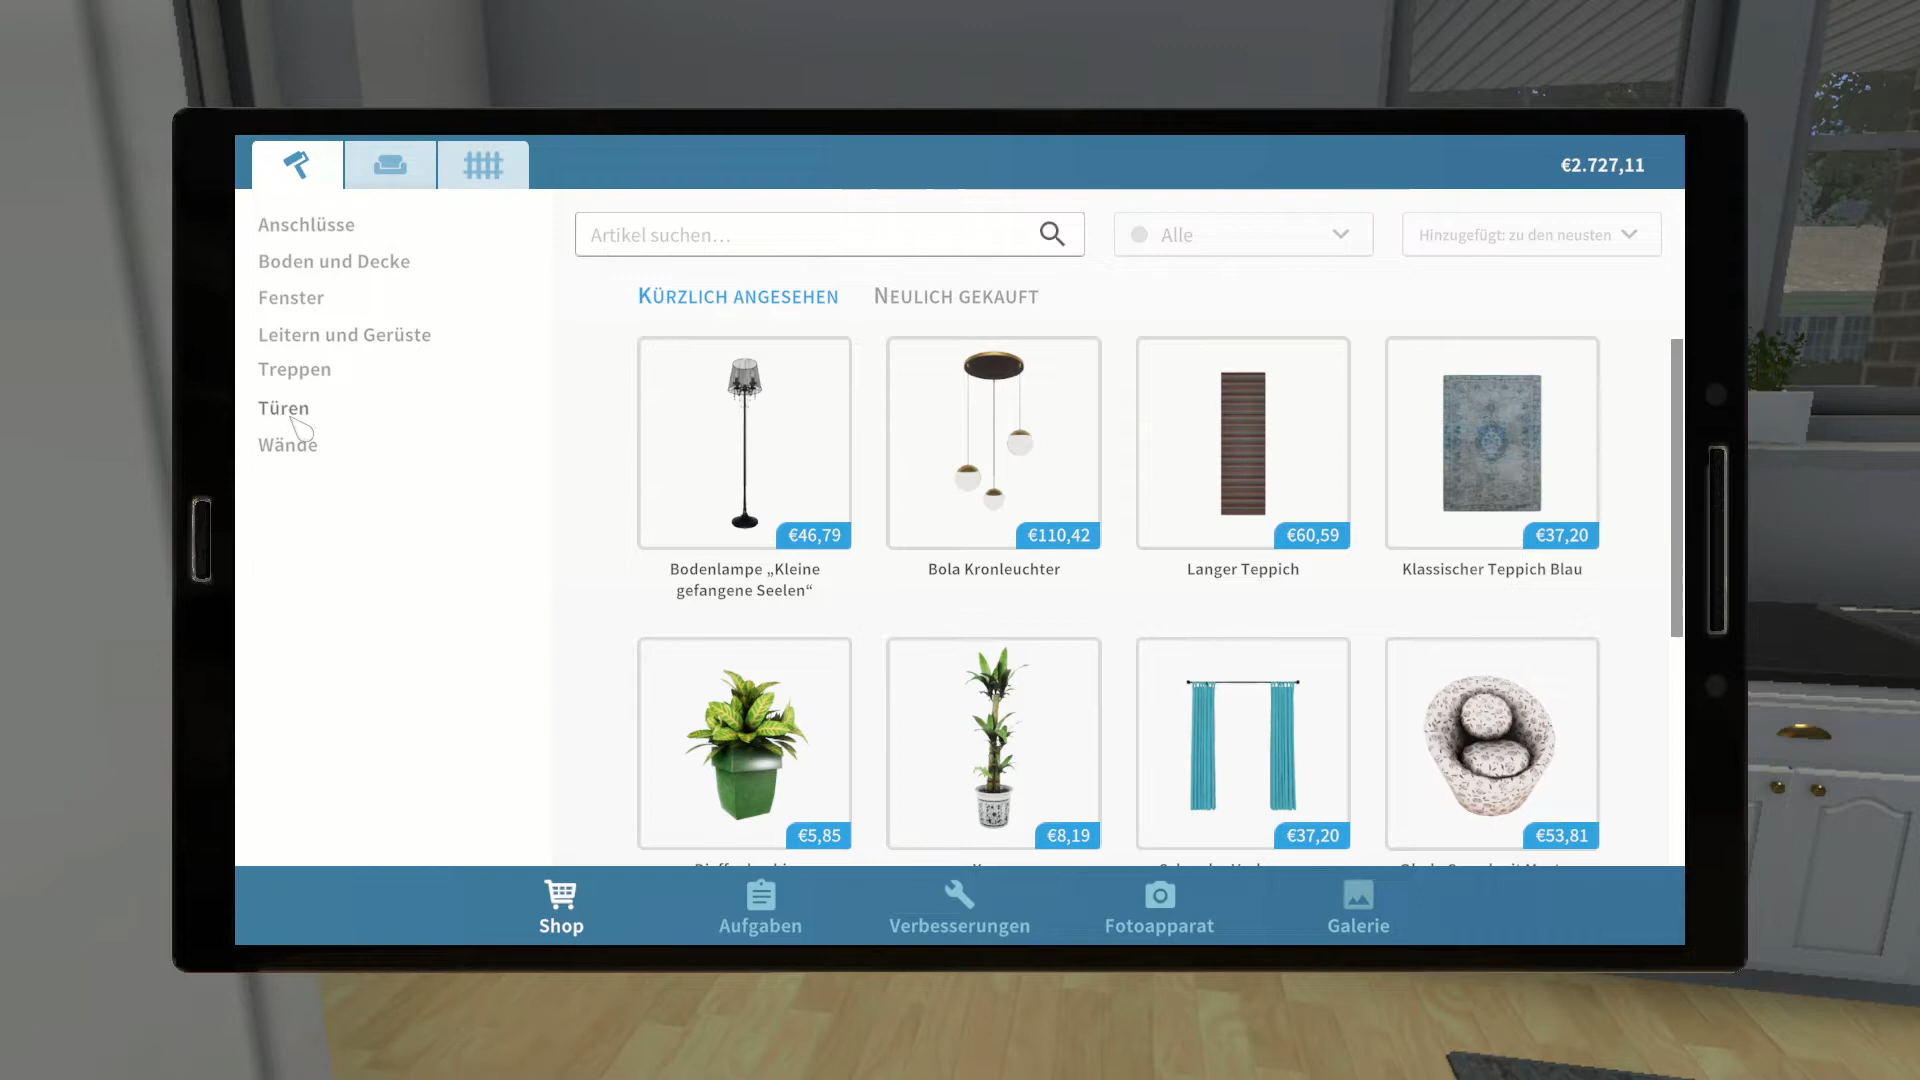 €2.727,11
Anschlüsse
Boden und Decke
Fenster
Leitern und Gerüste
Treppen
Türen
Wände
Artikel suchen...
Alle
Hinzugefügt: zu den neusten
KÜRZLICH ANGESEHEN
NEULICH GEKAUFT
€46,79
€110,42
€60,59
€37,20
Bodenlampe „Kleine
gefangene Seelen“
Bola Kronleuchter
Langer Teppich
Klassischer Teppich Blau
€5,85
€8,19
€37,20
€53,81
Shop
Aufgaben
Verbesserungen
Fotoapparat
Galerie